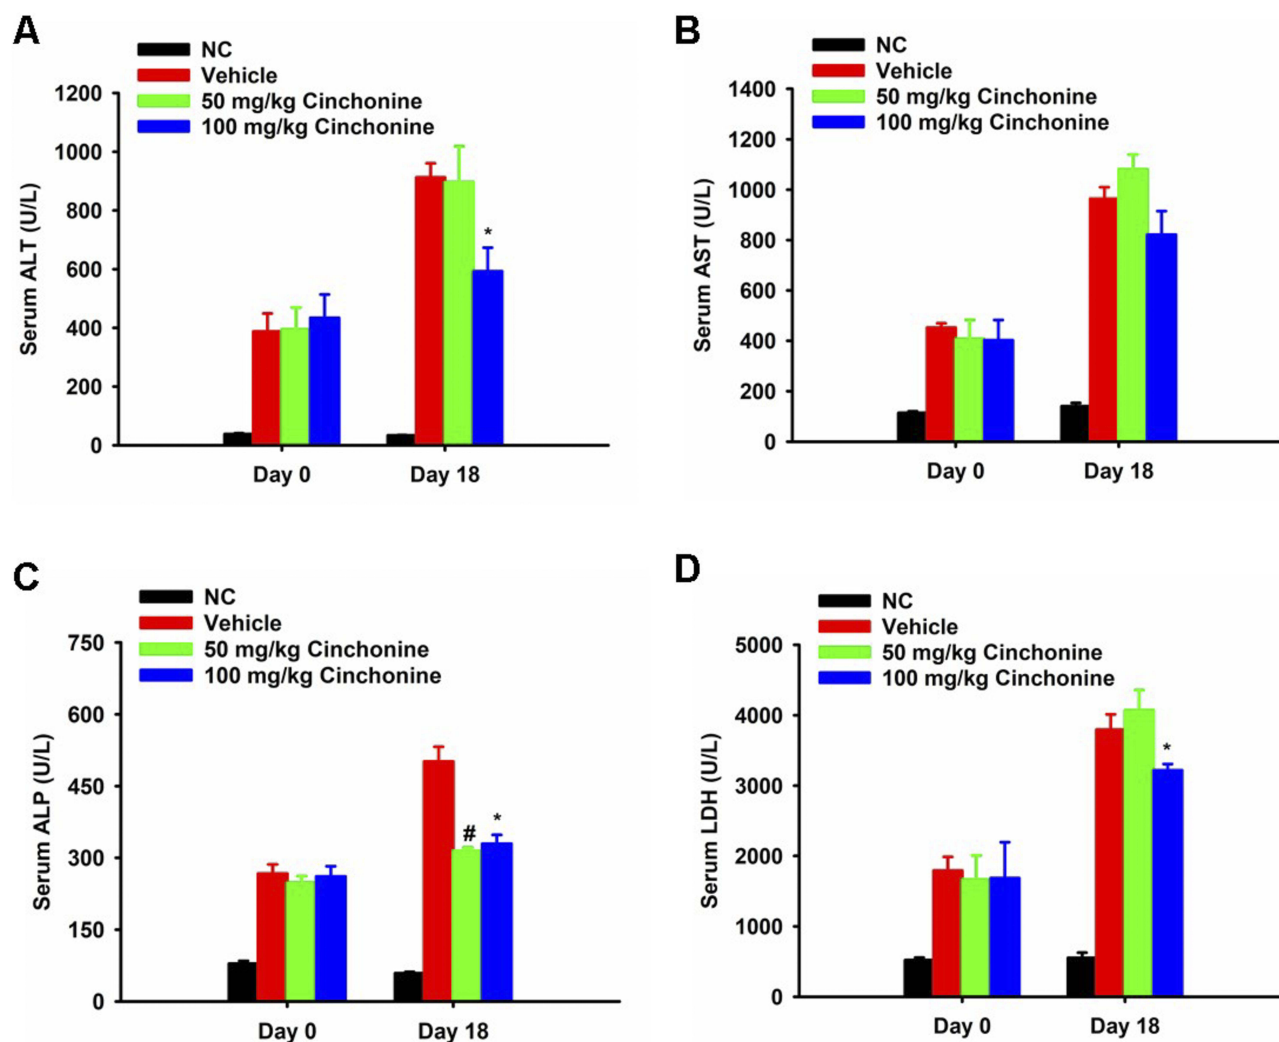 A
NC
Vehicle
50 mg/kg Cinchonine
100 mg/kg Cinchonine
1200
1000
800
600
400
200
0
Serum ALT (U/L)
*
Day 0
Day 18
B
NC
Vehicle
50 mg/kg Cinchonine
100 mg/kg Cinchonine
1400
1200
1000
800
600
400
200
0
Serum AST (U/L)
Day 0
Day 18
C
NC
Vehicle
50 mg/kg Cinchonine
100 mg/kg Cinchonine
750
600
450
300
150
0
Serum ALP (U/L)
#
*
Day 0
Day 18
D
NC
Vehicle
50 mg/kg Cinchonine
100 mg/kg Cinchonine
5000
4000
3000
2000
1000
0
Serum LDH (U/L)
*
Day 0
Day 18